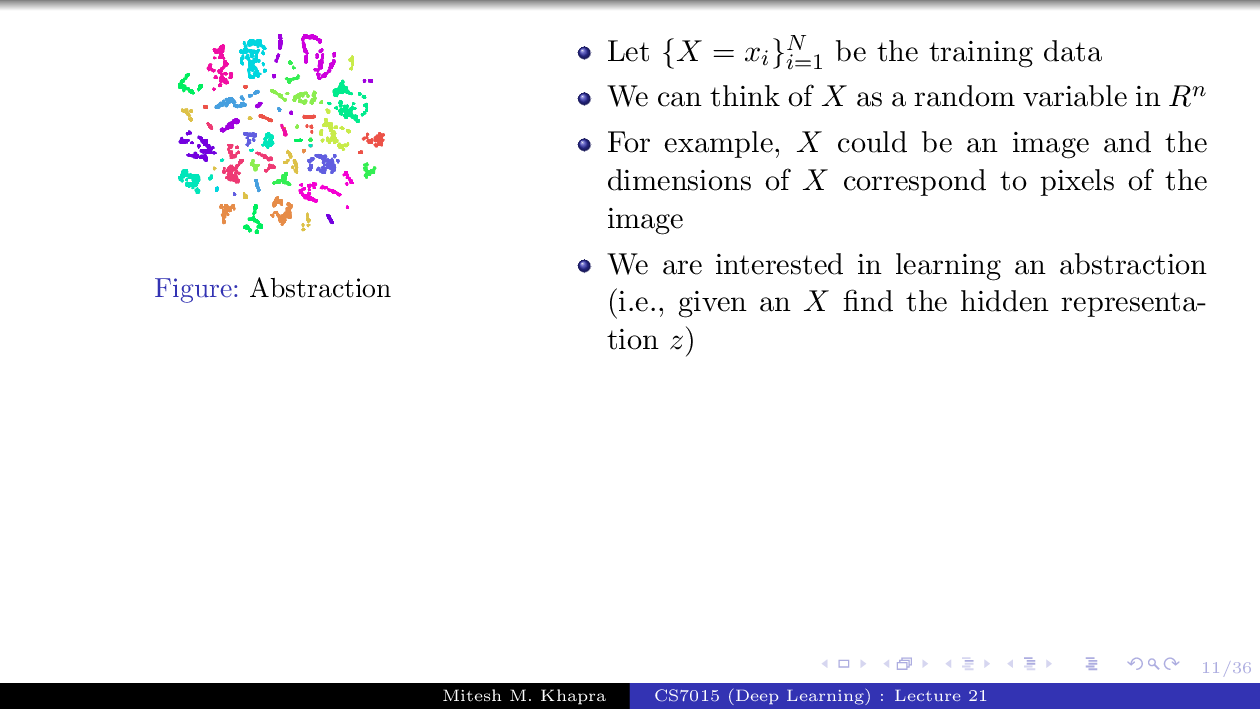 Let {X = x_i}_{i=1}^N be the training data
We can think of X as a random variable in R^n
For example, X could be an image and the
dimensions of X correspond to pixels of the
image
We are interested in learning an abstraction
(i.e., given an X find the hidden representa-
tion z)
Figure: Abstraction
11/36
Mitesh M. Khapra
CS7015 (Deep Learning) : Lecture 21